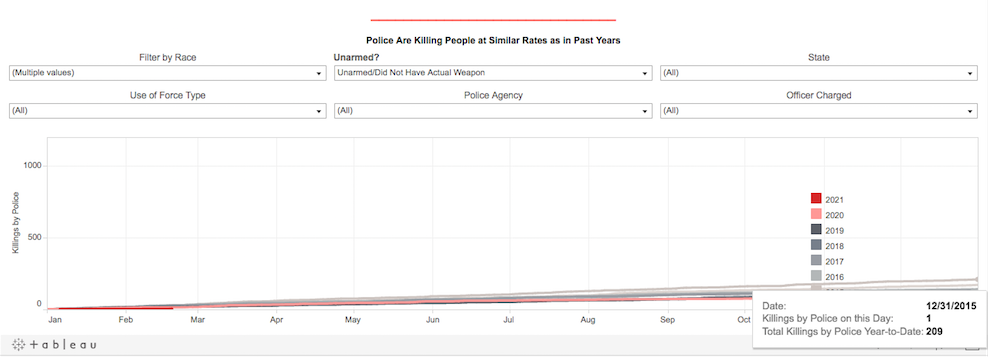 Police Are Killing People at Similar Rates as in Past Years
Filter by Race
Unarmed?
State
(Multiple values)
Unarmed/Did Not Have Actual Weapon
(All)
Use of Force Type
Police Agency
Officer Charged
(All)
(All)
(All)
Killings by Police
1000
500
0
2021
2020
2019
2018
2017
2016
Jan
Feb
Mar
Apr
May
Jun
Jul
Aug
Sep
Oct
Date: 12/31/2015
Killings by Police on this Day: 1
Total Killings by Police Year-to-Date: 209
+ a b l e a u